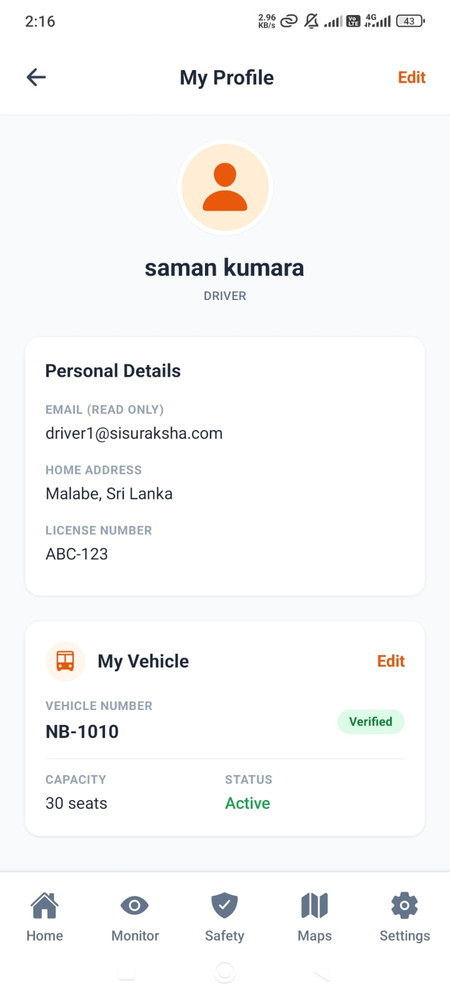 2:16
2.96
KB/s
Vo
LTE
4G
43
My Profile
Edit
saman kumara
DRIVER
Personal Details
EMAIL (READ ONLY)
driver1@sisuraksha.com
HOME ADDRESS
Malabe, Sri Lanka
LICENSE NUMBER
ABC-123
My Vehicle
Edit
VEHICLE NUMBER
NB-1010
Verified
CAPACITY
STATUS
30 seats
Active
Home
Monitor
Safety
Maps
Settings